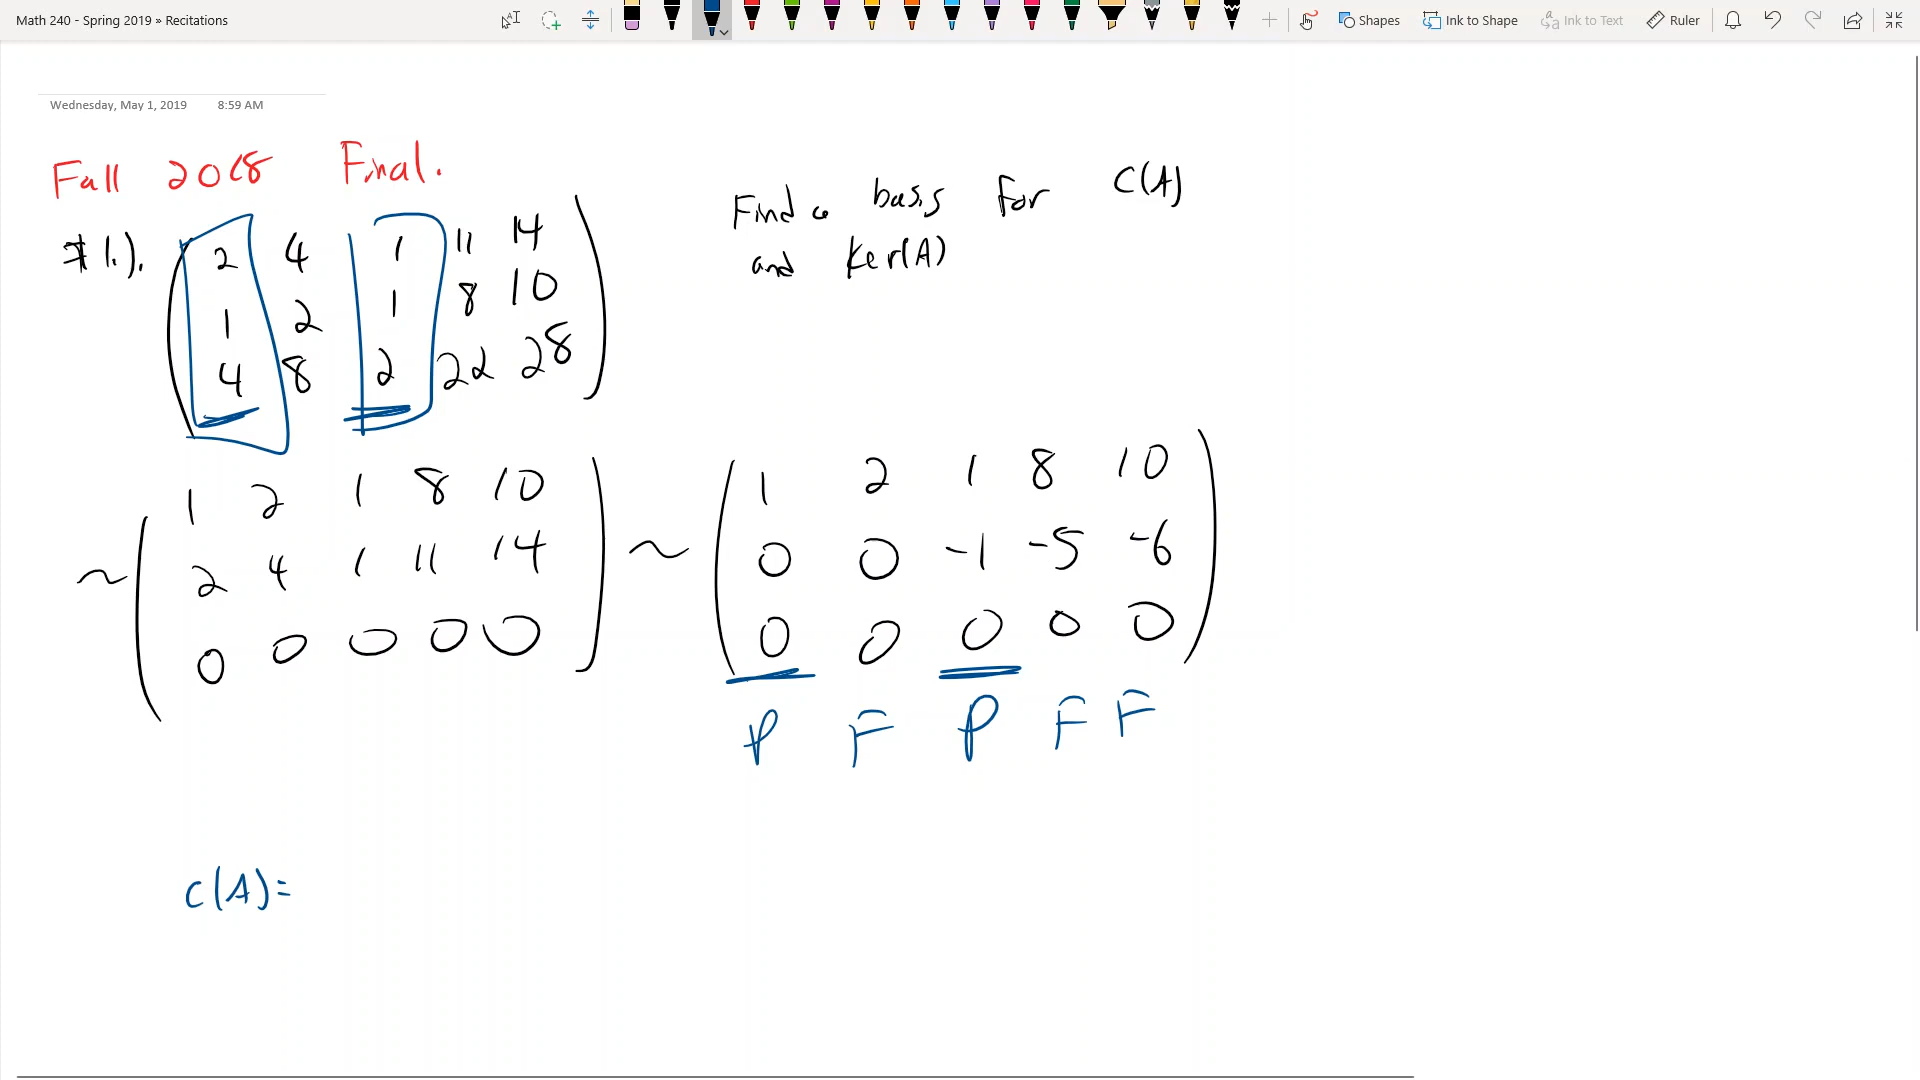 Math 240 - Spring 2019 » Recitations
Shapes Ink to Shape Ink to Text Ruler
Wednesday, May 1, 2019 8:59 AM
Fall 2018 Final.
Find a basis for C(A)
and Ker(A)
#1.). ( 2 4 1 11 14
1 2 1 8 10
4 8 2 22 28 )
~ ( 1 2 1 8 10
2 4 1 11 14
0 0 0 0 0 )
~ ( 1 2 1 8 10
0 0 -1 -5 -6
0 0 0 0 0 )
P F P F F
C(A)=